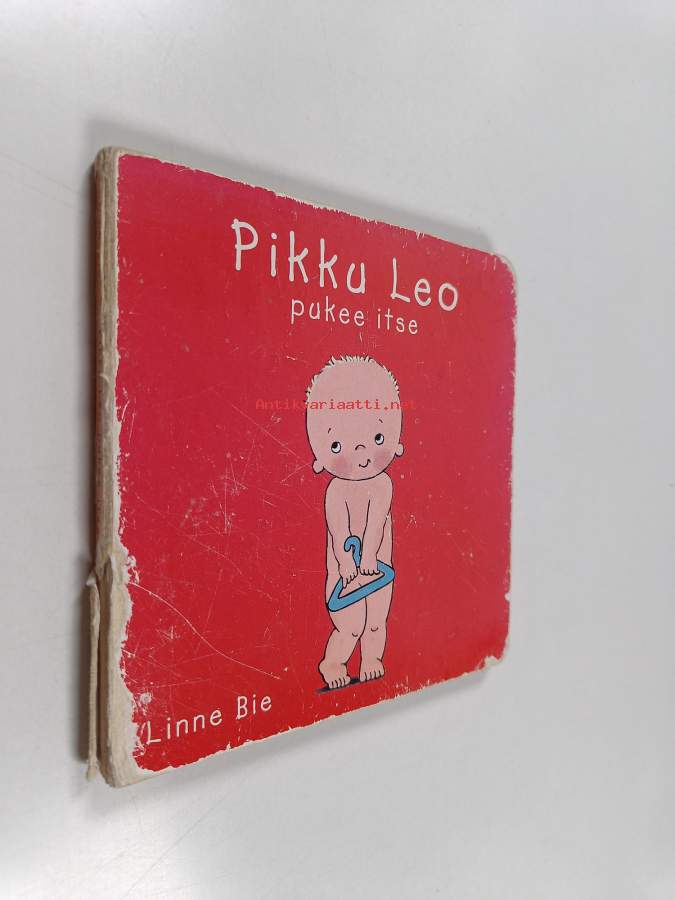 Pikku Leo
pukee itse
Antikvariaatti.net
Linne Bie